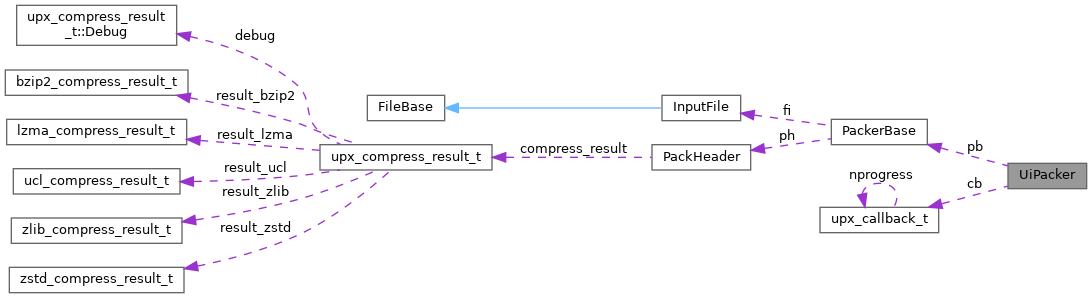 upx_compress_result
_t::Debug
debug
bzip2_compress_result_t
result_bzip2
lzma_compress_result_t
result_lzma
ucl_compress_result_t
result_ucl
zlib_compress_result_t
result_zlib
zstd_compress_result_t
result_zstd
upx_compress_result_t
compress_result
FileBase
InputFile
PackHeader
fi
ph
PackerBase
pb
nprogress
cb
upx_callback_t
UiPacker